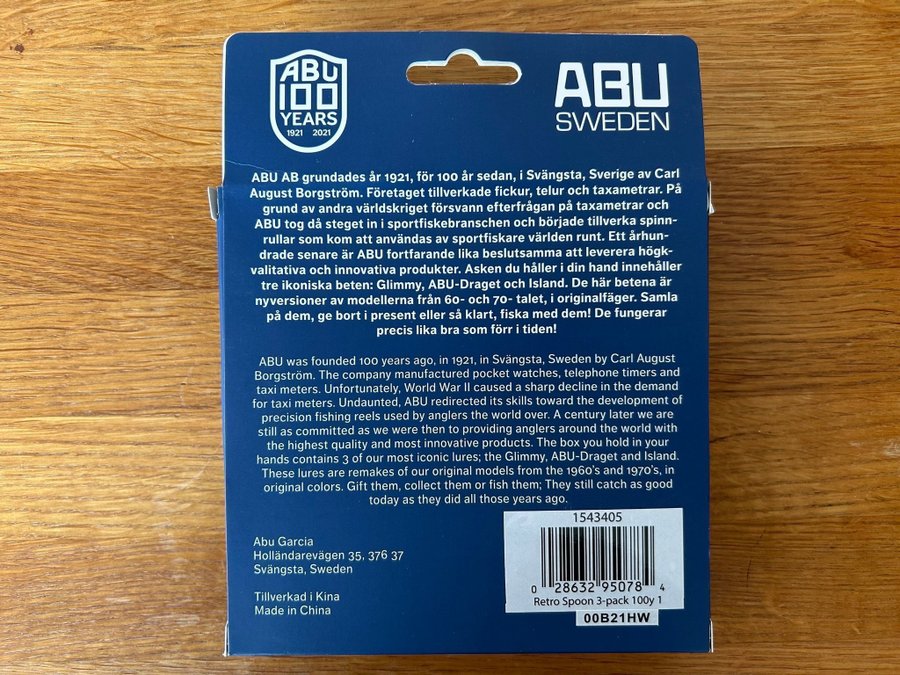 ABU
100
YEARS
1921 2021
ABU
SWEDEN
ABU AB grundades år 1921, för 100 år sedan, i Svängsta, Sverige av Carl
August Borgström. Företaget tillverkade fickur, telur och taxametrar. På
grund av andra världskriget försvann efterfrågan på taxametrar och
ABU tog då steget in i sportfiskebranschen och började tillverka spinn-
rullar som kom att användas av sportfiskare världen runt. Ett århun-
drade senare är ABU fortfarande lika beslutsamma att leverera högk-
valitativa och innovativa produkter. Asken du håller i din hand innehåller
tre ikoniska beten: Glimmy, ABU-Draget och Island. De här betena är
nyversioner av modellerna från 60- och 70- talet, i originalfäger. Samla
på dem, ge bort i present eller så klart, fiska med dem! De fungerar
precis lika bra som förr i tiden!
ABU was founded 100 years ago, in 1921, in Svängsta, Sweden by Carl August
Borgström. The company manufactured pocket watches, telephone timers and
taxi meters. Unfortunately, World War II caused a sharp decline in the demand
for taxi meters. Undaunted, ABU redirected its skills toward the development of
precision fishing reels used by anglers the world over. A century later we are
still as committed as we were then to providing anglers around the world with
the highest quality and most innovative products. The box you hold in your
hands contains 3 of our most iconic lures; the Glimmy, ABU-Draget and Island.
These lures are remakes of our original models from the 1960's and 1970's, in
original colors. Gift them, collect them or fish them; They still catch as good
today as they did all those years ago.
Abu Garcia
Holländarevägen 35, 376 37
Svängsta, Sweden
Tillverkad i Kina
Made in China
1543405
0 28632 95078 4
Retro Spoon 3-pack 100y 1
00B21HW